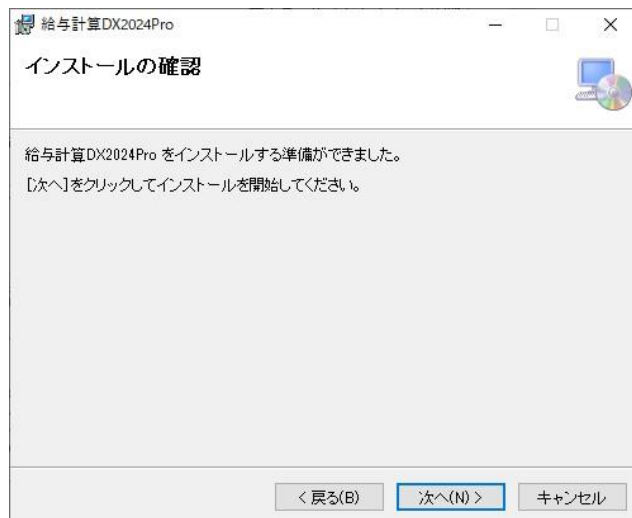 給与計算DX2024Pro
インストールの確認
給与計算DX2024Pro をインストールする準備ができました。
[次へ]をクリックしてインストールを開始してください。
< 戻る(B)
次へ(N) >
キャンセル